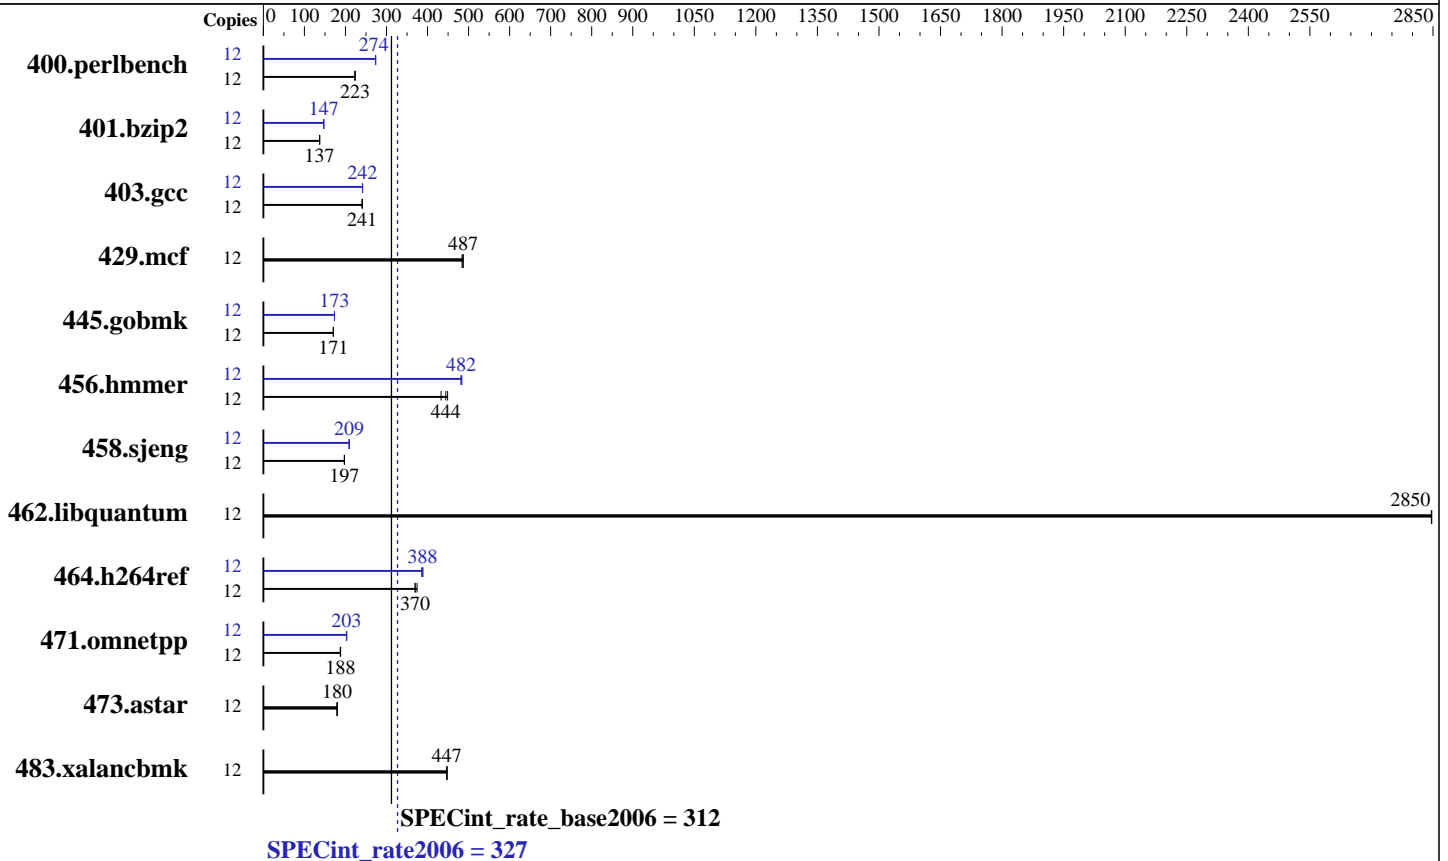 Copies 0 100 200 300 400 500 600 700 800 900 1050 1200 1350 1500 1650 1800 1950 2100 2250 2400 2550 2850
400.perlbench 12 274
12 223
401.bzip2 12 147
12 137
403.gcc 12 242
12 241
429.mcf 12 487
445.gobmk 12 173
12 171
456.hmmer 12 482
12 444
458.sjeng 12 209
12 197
462.libquantum 12 2850
464.h264ref 12 388
12 370
471.omnetpp 12 203
12 188
473.astar 12 180
483.xalancbmk 12 447
SPECint_rate_base2006 = 312
SPECint_rate2006 = 327